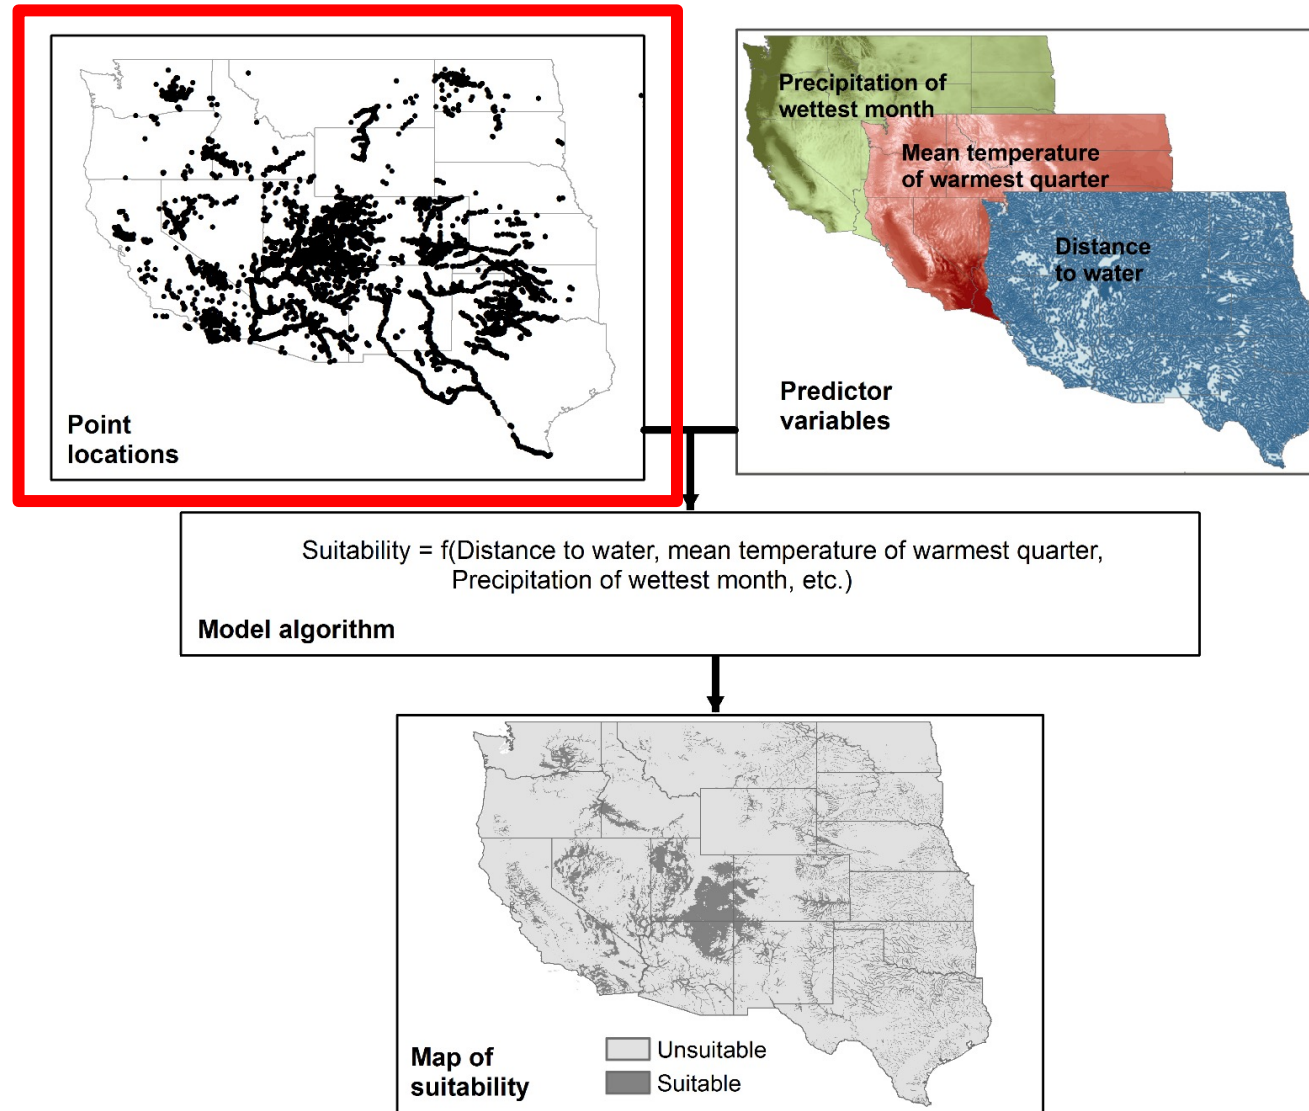 Point
locations
Precipitation of
wettest month
Mean temperature
of warmest quarter
Distance
to water
Predictor
variables
Suitability = f(Distance to water, mean temperature of warmest quarter,
Precipitation of wettest month, etc.)
Model algorithm
Map of
suitability
Unsuitable
Suitable